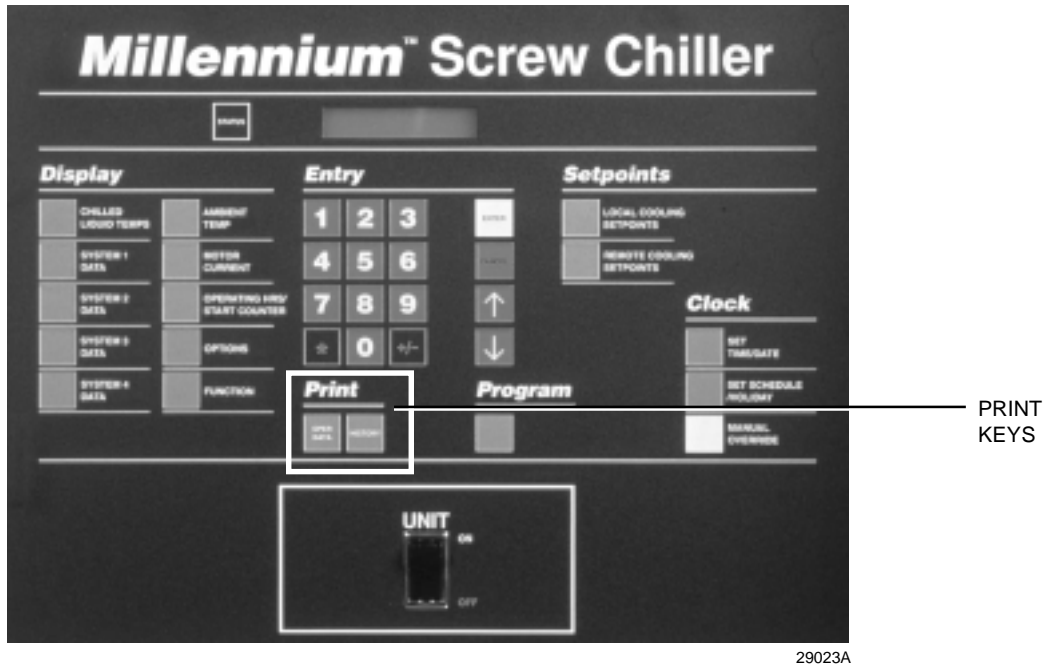 Millennium™ Screw Chiller
STATUS
Display
Entry
Setpoints
CHILLED
LIQUID TEMPS
AMBIENT
TEMP
SYSTEM 1
DATA
MOTOR
CURRENT
SYSTEM 2
DATA
OPERATING HRS/
START COUNTER
SYSTEM 3
DATA
OPTIONS
SYSTEM 4
DATA
FUNCTION
1 2 3
4 5 6
7 8 9
0 +/-
ENTER
↑
↓
LOCAL COOLING
SETPOINTS
REMOTE COOLING
SETPOINTS
Clock
SET
TIME/DATE
SET SCHEDULE
/HOLIDAY
MANUAL
OVERRIDE
Print
OPER
DATA
HISTORY
Program
PRINT
KEYS
UNIT
ON
OFF
29023A